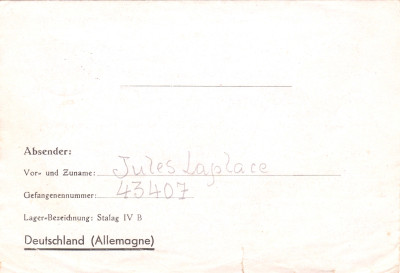 Absender:
Vor- und Zuname: Jules Laplace
Gefangenennummer: 43407
Lager-Bezeichnung: Stalag IV B
Deutschland (Allemagne)